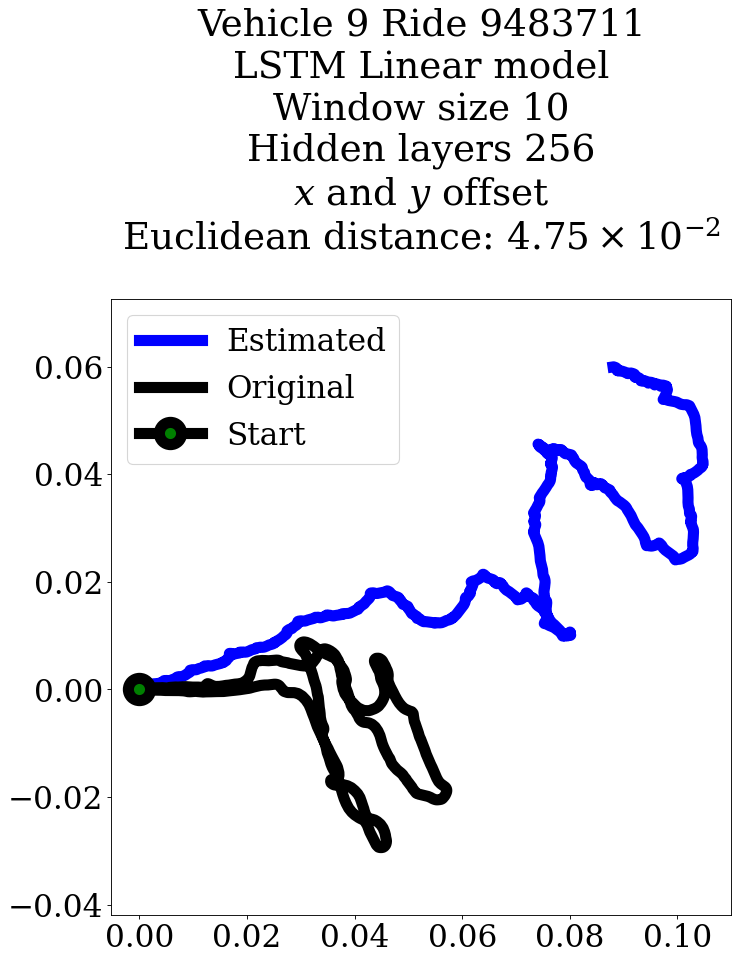 Vehicle 9 Ride 9483711
LSTM Linear model
Window size 10
Hidden layers 256
x and y offset
Euclidean distance: 4.75 × 10⁻²
Estimated
Original
Start
0.06
0.04
0.02
0.00
−0.02
−0.04
0.00 0.02 0.04 0.06 0.08 0.10